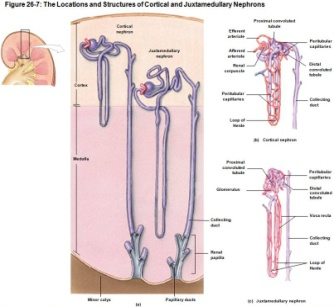 Figure 26-7: The Locations and Structures of Cortical and Juxtamedullary Nephrons
Cortical
nephron
Juxtamedullary
nephron
Cortex
Medulla
Collecting
duct
Renal
papilla
Minor calyx
Papillary ducts
(a)
Proximal convoluted
tubule
Efferent
arteriole
Afferent
arteriole
Renal
corpuscle
Peritubular
capillaries
Loop of
Henle
Peritubular
capillaries
Distal
convoluted
tubule
Collecting
duct
(b) Cortical nephron
Proximal
convoluted
tubule
Glomerulus
Peritubular
capillaries
Distal
convoluted
tubule
Vasa recta
Collecting
duct
Loop of
Henle
(c) Juxtamedullary nephron